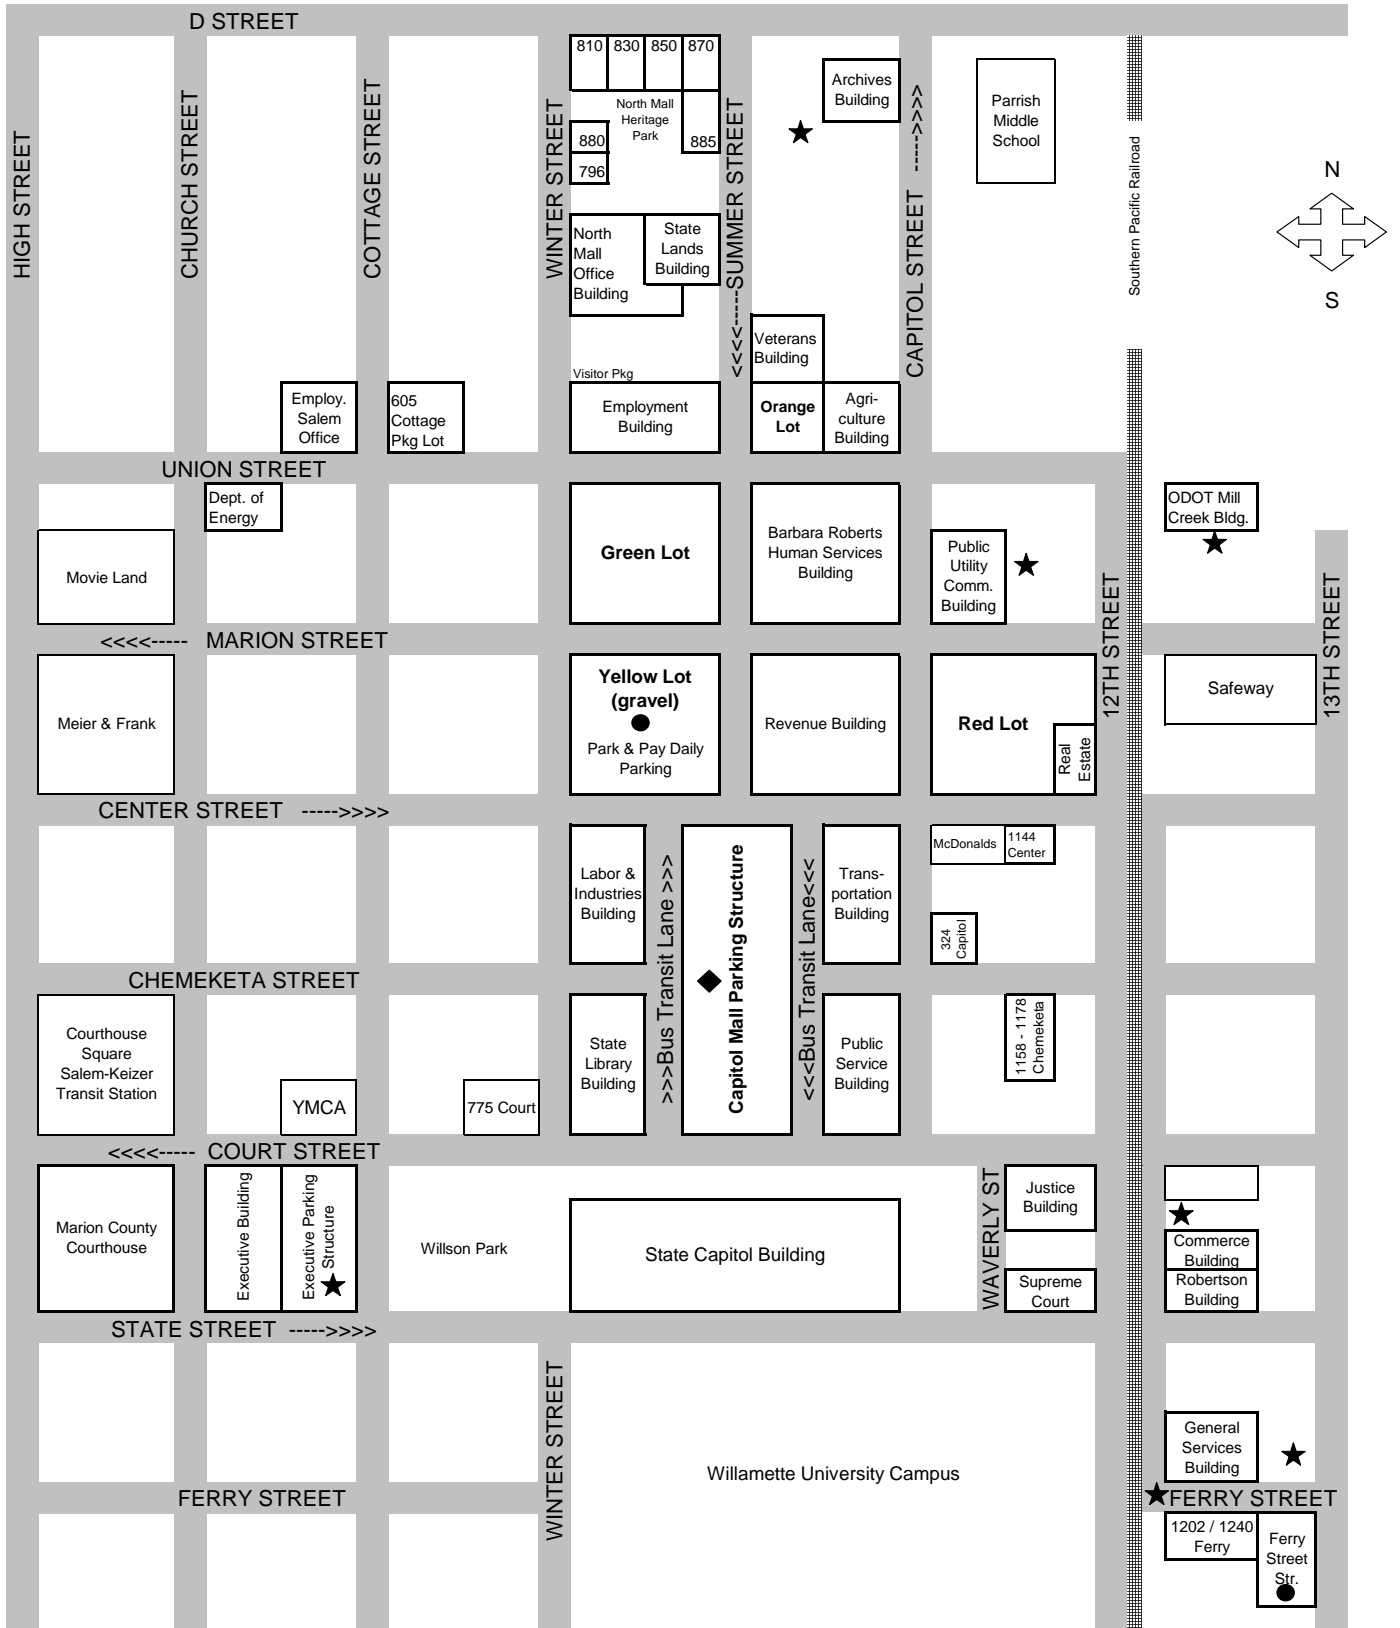 D STREET
HIGH STREET
CHURCH STREET
COTTAGE STREET
WINTER STREET
810
830
850
870
North Mall
Heritage
Park
880
885
796
<<<<-----SUMMER STREET
Archives
Building
CAPITOL STREET ----->>>>
Parrish
Middle
School
Southern Pacific Railroad
N
S
North
Mall
Office
Building
State
Lands
Building
Veterans
Building
Visitor Pkg
Employ.
Salem
Office
605
Cottage
Pkg Lot
Employment
Building
Orange
Lot
Agri-
culture
Building
UNION STREET
Dept. of
Energy
Movie Land
Green Lot
Barbara Roberts
Human Services
Building
Public
Utility
Comm.
Building
ODOT Mill
Creek Bldg.
12TH STREET
13TH STREET
<<<<----- MARION STREET
Meier & Frank
Yellow Lot
(gravel)
Park & Pay Daily
Parking
Revenue Building
Red Lot
Real
Estate
Safeway
CENTER STREET ----->>>>
Labor &
Industries
Building
>>>Bus Transit Lane >>>
Capitol Mall Parking Structure
<<<Bus Transit Lane<<<
Trans-
portation
Building
McDonalds
1144
Center
324
Capitol
CHEMEKETA STREET
Courthouse
Square
Salem-Keizer
Transit Station
YMCA
775 Court
State
Library
Building
Public
Service
Building
1158 - 1178
Chemeketa
<<<<----- COURT STREET
Marion County
Courthouse
Executive Building
Executive Parking
Structure
Willson Park
State Capitol Building
WAVERLY ST
Justice
Building
Supreme
Court
Commerce
Building
Robertson
Building
STATE STREET ----->>>>
WINTER STREET
Willamette University Campus
General
Services
Building
FERRY STREET
FERRY STREET
1202 / 1240
Ferry
Ferry
Street
Str.